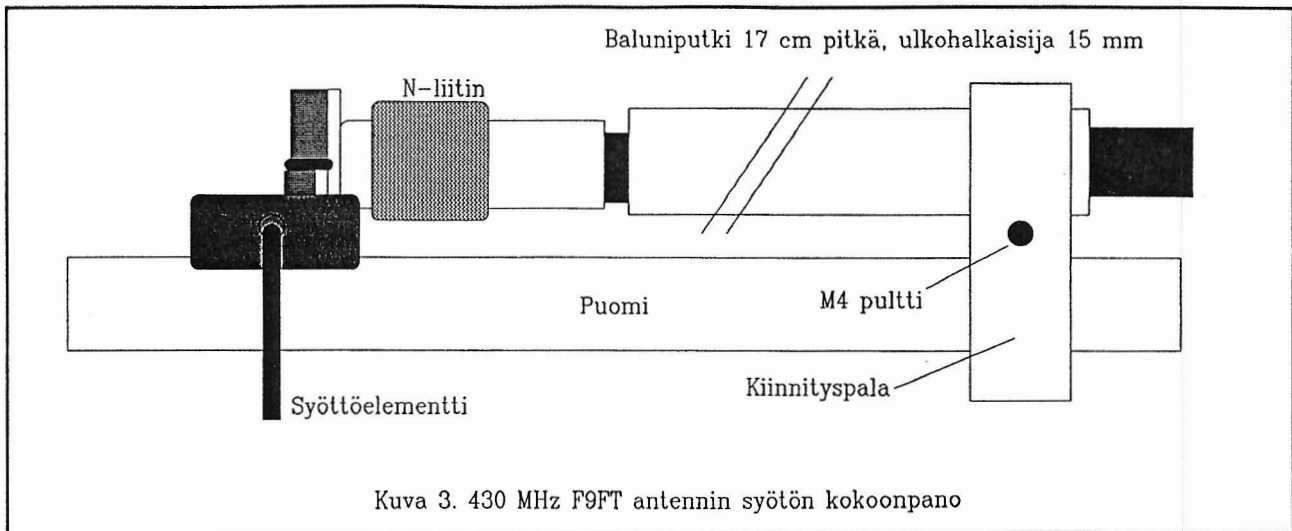 Baluniputki 17 cm pitkä, ulkohalkaisija 15 mm
N-liitin
Puomi
M4 pultti
Kiinnityspala
Syöttöelementti
Kuva 3. 430 MHz F9FT antennin syötön kokoonpano